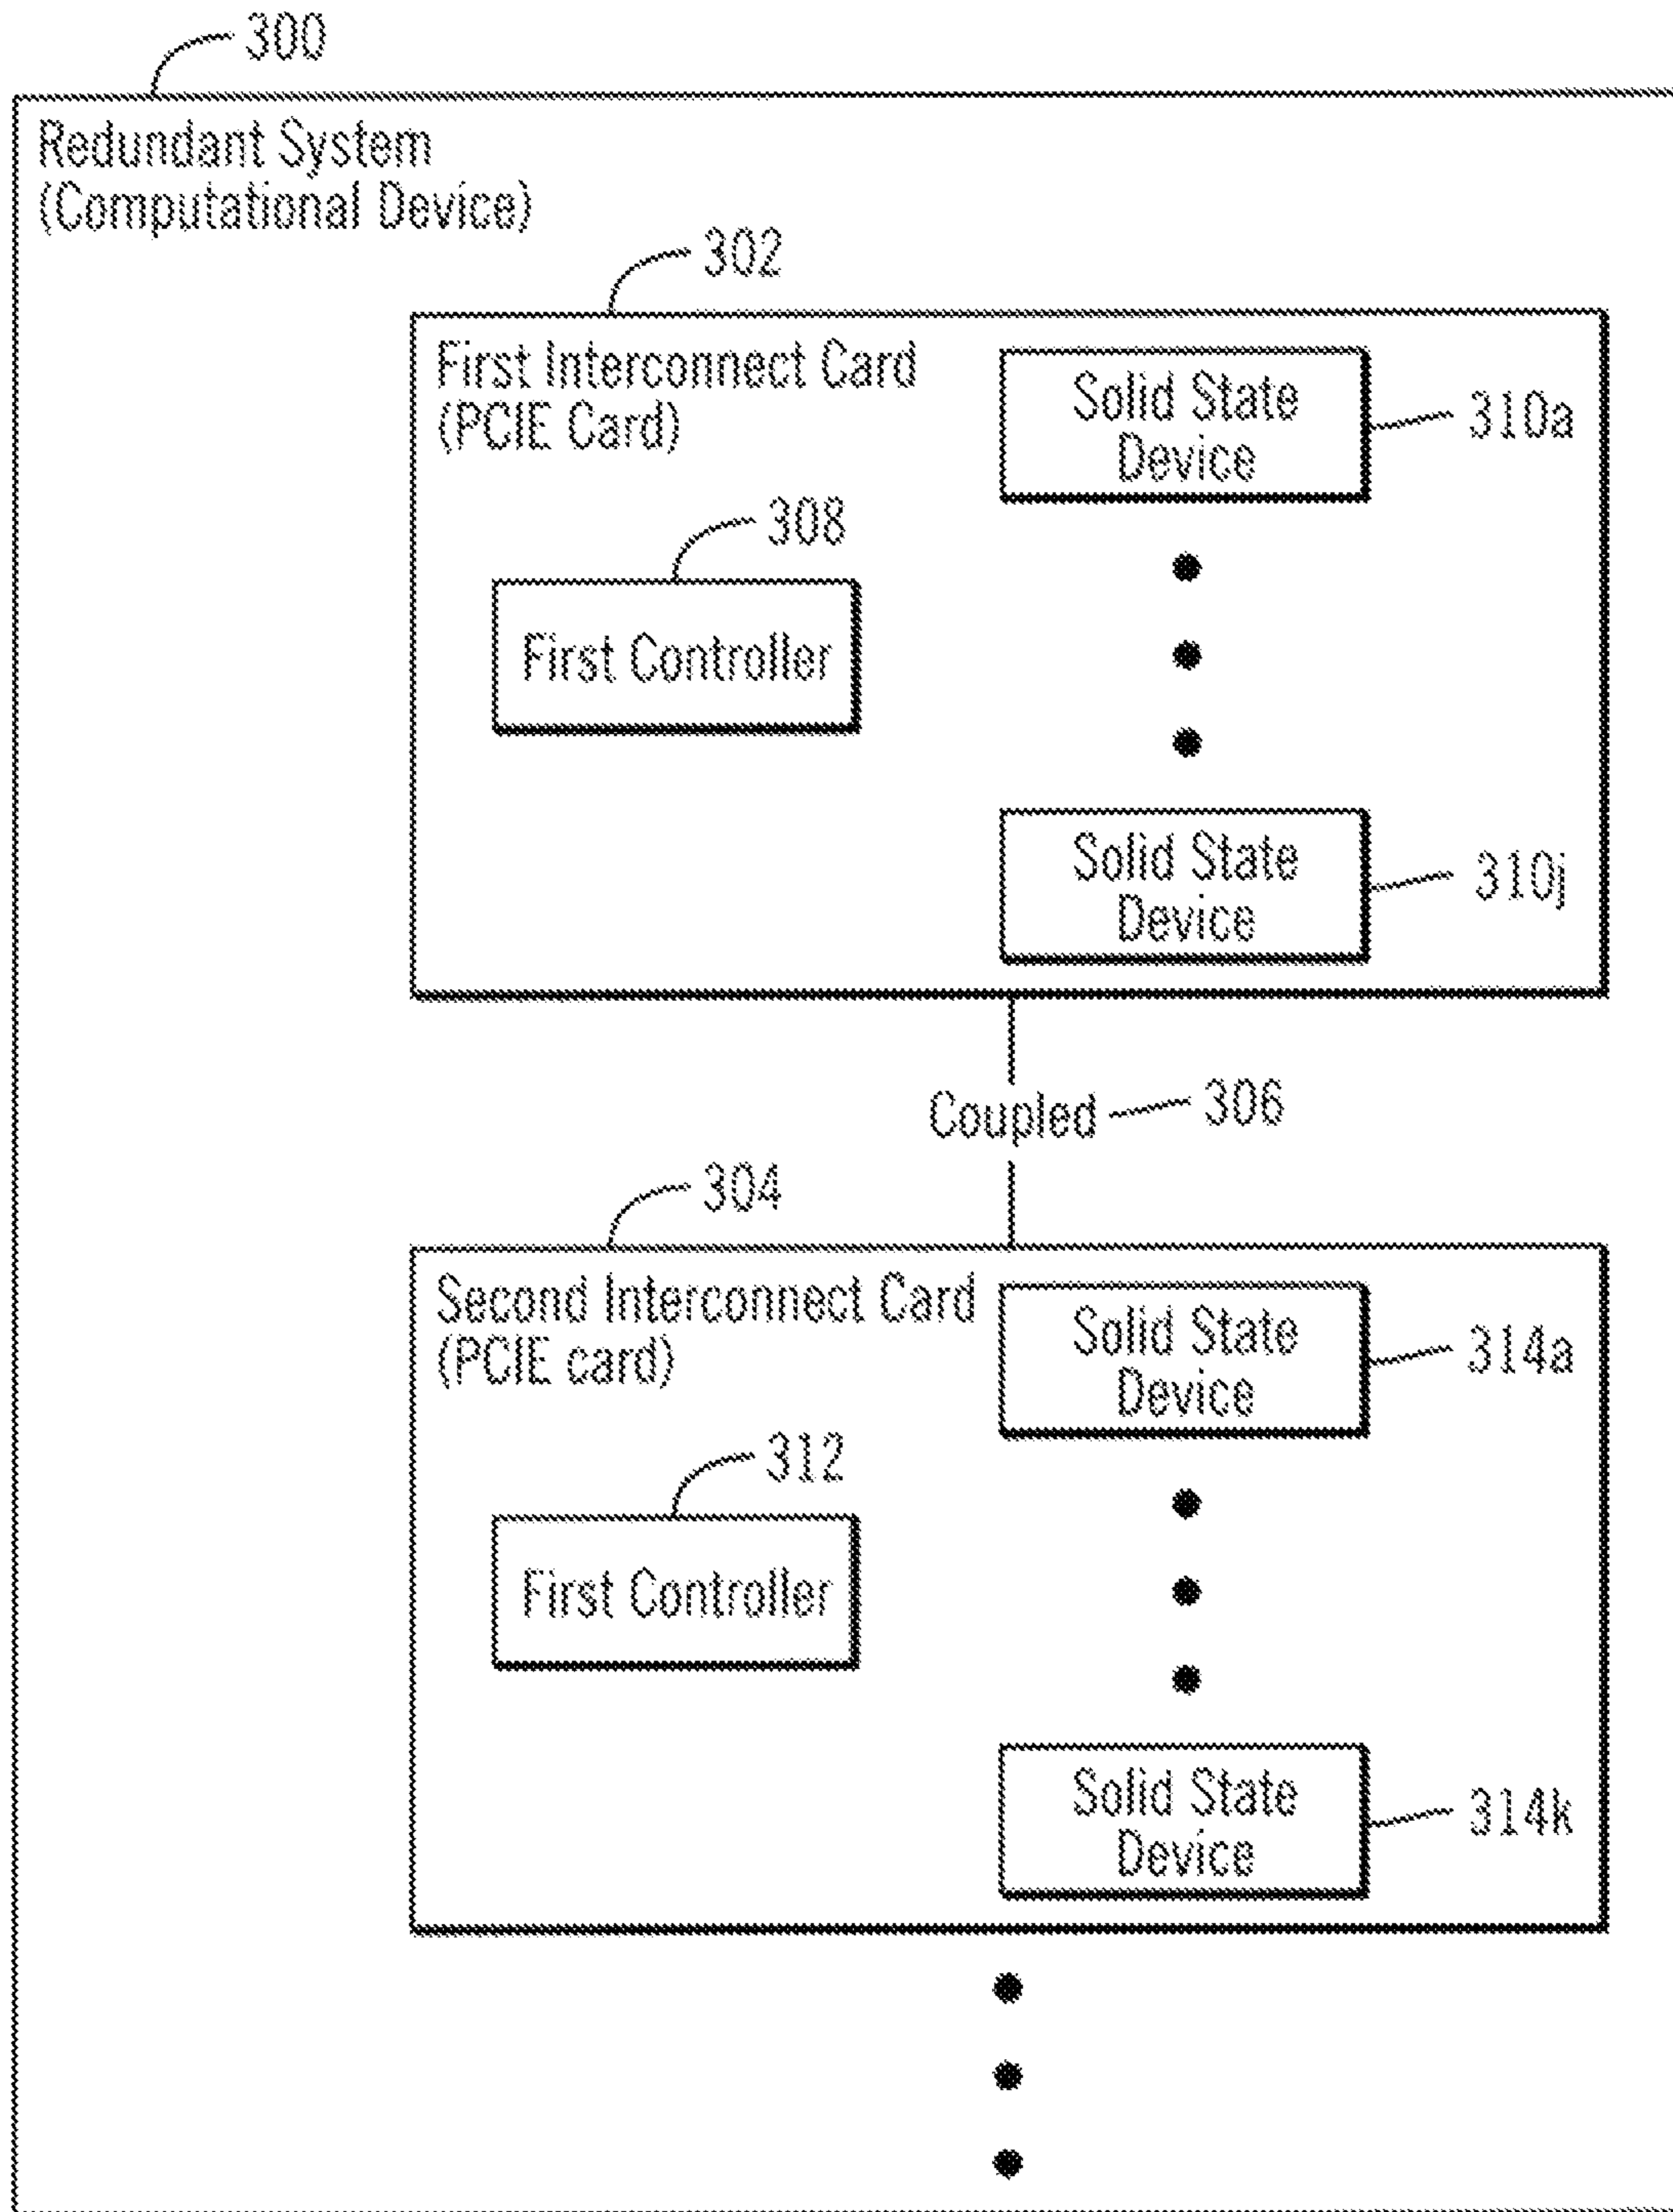 300
Redundant System
(Computational Device)
302
First Interconnect Card
(PCIE Card)
Solid State
Device
310a
308
First Controller
Solid State
Device
310j
Coupled
306
304
Second Interconnect Card
(PCIE card)
Solid State
Device
314a
312
First Controller
Solid State
Device
314k